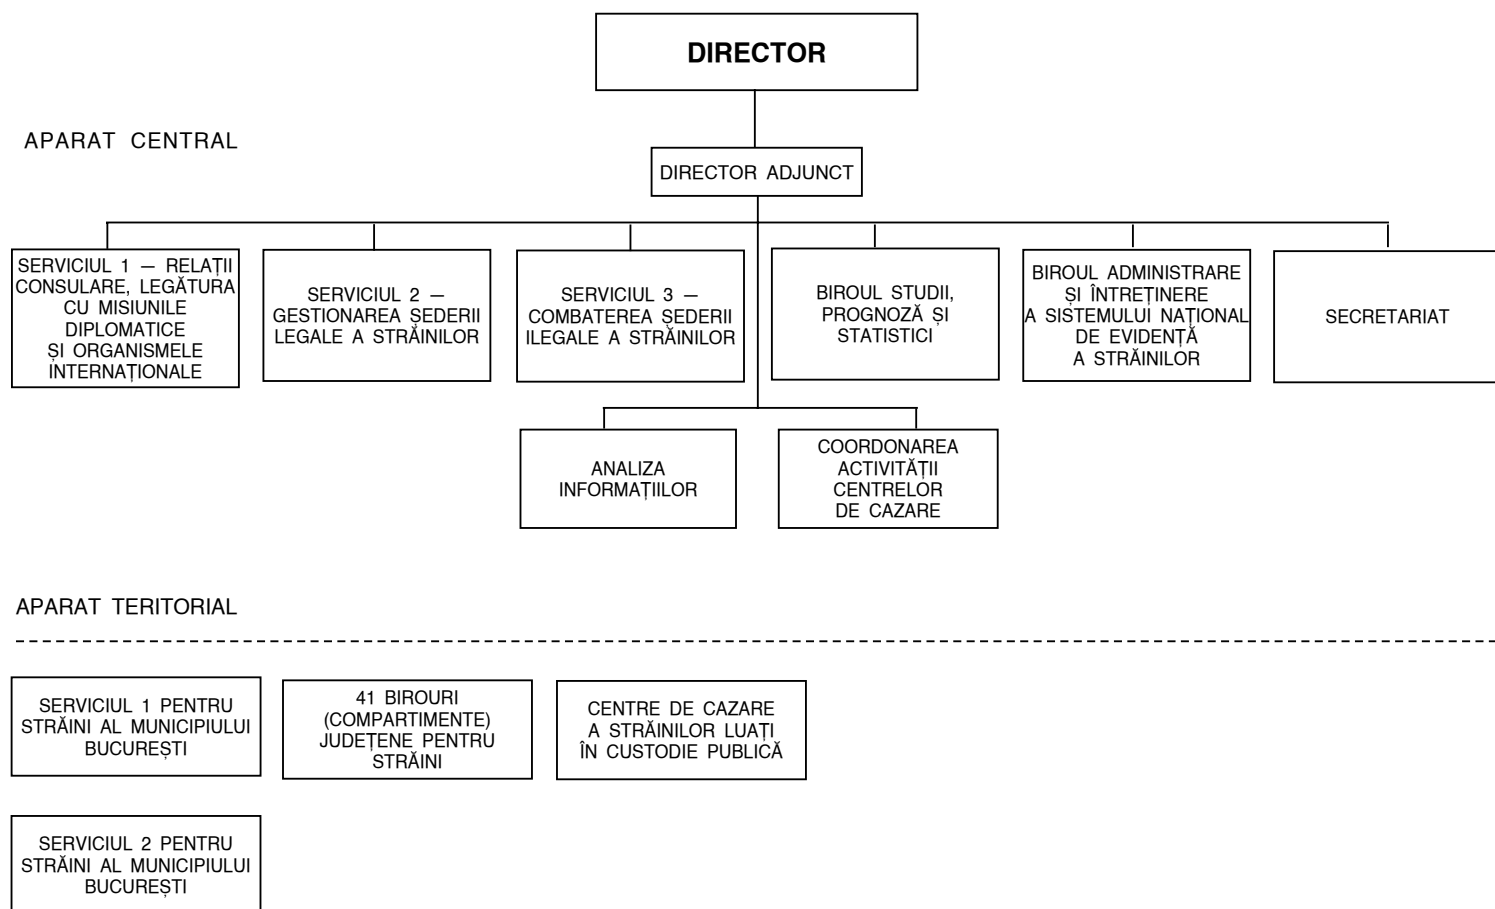 DIRECTOR
APARAT CENTRAL
DIRECTOR ADJUNCT
SERVICIUL 1 — RELAȚII
CONSULARE, LEGĂTURA
CU MISIUNILE
DIPLOMATICE
ȘI ORGANISMELE
INTERNAȚIONALE
SERVICIUL 2 —
GESTIONAREA ȘEDERII
LEGALE A STRĂINILOR
SERVICIUL 3 —
COMBATEREA ȘEDERII
ILEGALE A STRĂINILOR
BIROUL STUDII,
PROGNOZĂ ȘI
STATISTICI
BIROUL ADMINISTRARE
ȘI ÎNTREȚINERE
A SISTEMULUI NAȚIONAL
DE EVIDENȚĂ
A STRĂINILOR
SECRETARIAT
ANALIZA
INFORMAȚIILOR
COORDONAREA
ACTIVITĂȚII
CENTRELOR
DE CAZARE
APARAT TERITORIAL
SERVICIUL 1 PENTRU
STRĂINI AL MUNICIPIULUI
BUCUREȘTI
41 BIROURI
(COMPARTIMENTE)
JUDEȚENE PENTRU
STRĂINI
CENTRE DE CAZARE
A STRĂINILOR LUAȚI
ÎN CUSTODIE PUBLICĂ
SERVICIUL 2 PENTRU
STRĂINI AL MUNICIPIULUI
BUCUREȘTI